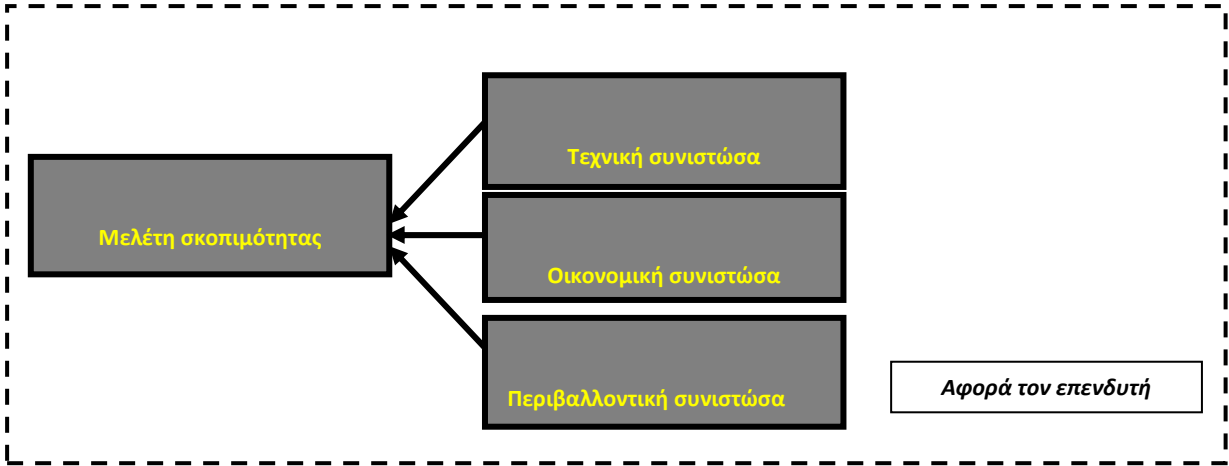 Τεχνική συνιστώσα
Μελέτη σκοπιμότητας
Οικονομική συνιστώσα
Περιβαλλοντική συνιστώσα
Αφορά τον επενδυτή